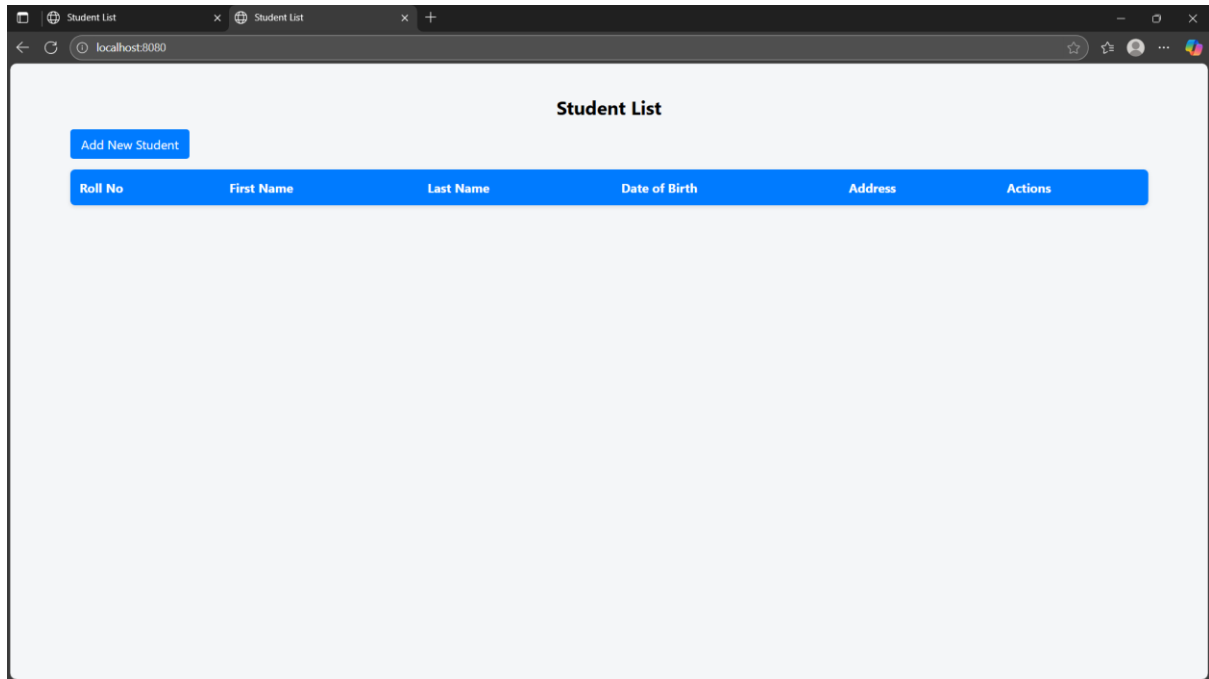 Student List Student List
localhost:8080
Student List
Add New Student
Roll No First Name Last Name Date of Birth Address Actions